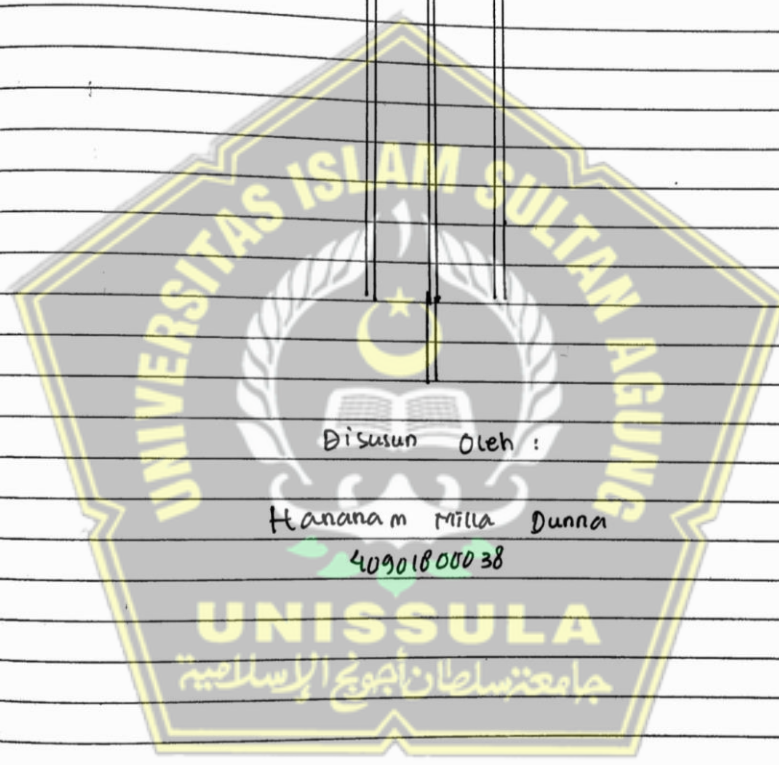 UNIVERSITAS ISLAM SULTAN AGUNG
Disusun Oleh :
Hananam Milla Dunna
40901800038
UNISSULA
جامعة سلطان أجونج الإسلامية